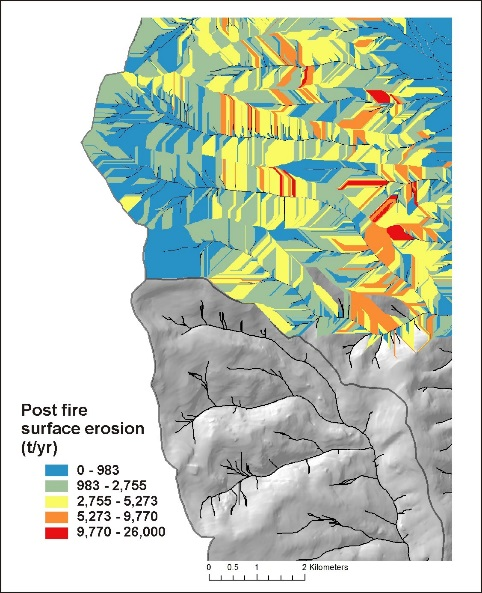 Post fire
surface erosion
(t/yr)
0 - 983
983 - 2,755
2,755 - 5,273
5,273 - 9,770
9,770 - 26,000
0 0.5 1 2 Kilometers